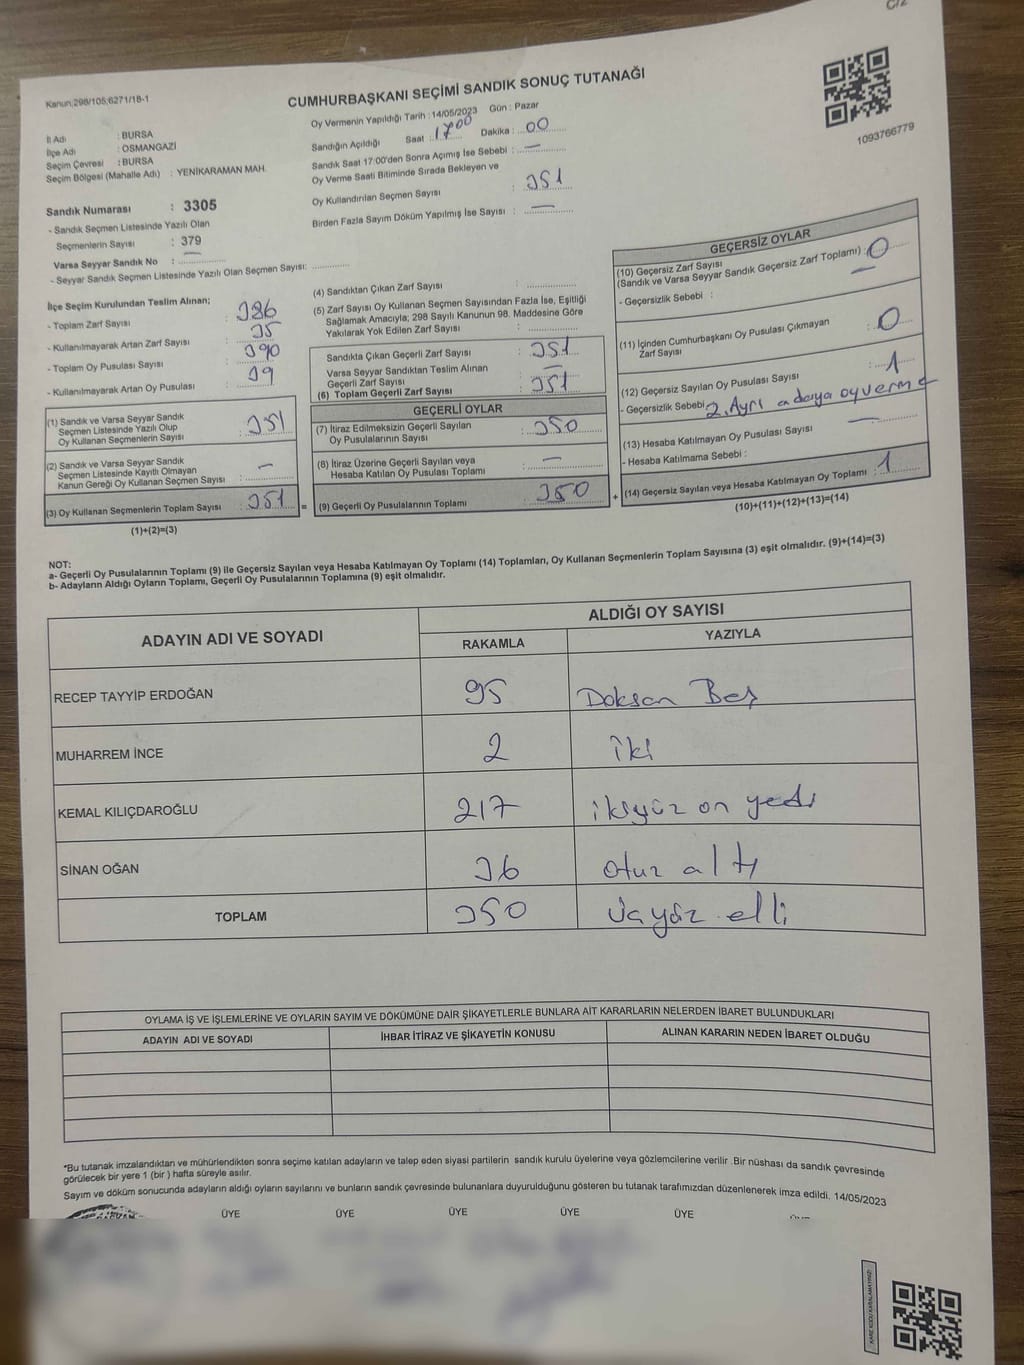 C/2
Kanun;298/105;6271/18-1
CUMHURBAŞKANI SEÇİMİ SANDIK SONUÇ TUTANAĞI
1093766779
İl Adı : BURSA
İlçe Adı : OSMANGAZİ
Seçim Çevresi : BURSA
Seçim Bölgesi (Mahalle Adı) : YENİKARAMAN MAH.
Sandık Numarası : 3305
- Sandık Seçmen Listesinde Yazılı Olan
Seçmenlerin Sayısı : 379
Varsa Seyyar Sandık No : —
- Seyyar Sandık Seçmen Listesinde Yazılı Olan Seçmen Sayısı: ..............
Oy Vermenin Yapıldığı Tarih : 14/05/2023 Gün : Pazar
Sandığın Açıldığı Saat : 1700 Dakika : 00
Sandık Saat 17:00'den Sonra Açımış İse Sebebi : —
Oy Verme Saati Bitiminde Sırada Bekleyen ve
Oy Kullandırılan Seçmen Sayısı : 351
Birden Fazla Sayım Döküm Yapılmış İse Sayısı : —
İlçe Seçim Kurulundan Teslim Alınan;
- Toplam Zarf Sayısı : 386
- Kullanılmayarak Artan Zarf Sayısı : 35
- Toplam Oy Pusulası Sayısı : 390
- Kullanılmayarak Artan Oy Pusulası : 39
(1) Sandık ve Varsa Seyyar Sandık
Seçmen Listesinde Yazılı Olup
Oy Kullanan Seçmenlerin Sayısı : 351
(2) Sandık ve Varsa Seyyar Sandık
Seçmen Listesinde Kayıtlı Olmayan
Kanun Gereği Oy Kullanan Seçmen Sayısı : —
(3) Oy Kullanan Seçmenlerin Toplam Sayısı : 351 =
(1)+(2)=(3)
(4) Sandıktan Çıkan Zarf Sayısı : —
(5) Zarf Sayısı Oy Kullanan Seçmen Sayısından Fazla İse, Eşitliği
Sağlamak Amacıyla; 298 Sayılı Kanunun 98. Maddesine Göre
Yakılarak Yok Edilen Zarf Sayısı : ..............
Sandıkta Çıkan Geçerli Zarf Sayısı : 351
Varsa Seyyar Sandıktan Teslim Alınan
Geçerli Zarf Sayısı : —
(6) Toplam Geçerli Zarf Sayısı : 351
GEÇERLİ OYLAR
(7) İtiraz Edilmeksizin Geçerli Sayılan
Oy Pusulalarının Sayısı : 350
(8) İtiraz Üzerine Geçerli Sayılan veya
Hesaba Katılan Oy Pusulası Toplamı : —
(9) Geçerli Oy Pusulalarının Toplamı : 350 +
GEÇERSİZ OYLAR
(10) Geçersiz Zarf Sayısı
(Sandık ve Varsa Seyyar Sandık Geçersiz Zarf Toplamı) : 0
- Geçersizlik Sebebi : —
(11) İçinden Cumhurbaşkanı Oy Pusulası Çıkmayan
Zarf Sayısı : 0
(12) Geçersiz Sayılan Oy Pusulası Sayısı : 1
- Geçersizlik Sebebi : 2. Ayrı adaya oyverme
(13) Hesaba Katılmayan Oy Pusulası Sayısı : —
- Hesaba Katılmama Sebebi :
(14) Geçersiz Sayılan veya Hesaba Katılmayan Oy Toplamı : 1
(10)+(11)+(12)+(13)=(14)
NOT:
a- Geçerli Oy Pusulalarının Toplamı (9) ile Geçersiz Sayılan veya Hesaba Katılmayan Oy Toplamı (14) Toplamları, Oy Kullanan Seçmenlerin Toplam Sayısına (3) eşit olmalıdır. (9)+(14)=(3)
b- Adayların Aldığı Oyların Toplamı, Geçerli Oy Pusulalarının Toplamına (9) eşit olmalıdır.
ADAYIN ADI VE SOYADI
ALDIĞI OY SAYISI
RAKAMLA YAZIYLA
RECEP TAYYİP ERDOĞAN 95 Doksan Beş
MUHARREM İNCE 2 iki
KEMAL KILIÇDAROĞLU 217 ikiyüz on yedi
SİNAN OĞAN 36 otuz altı
TOPLAM 350 üçyüz elli
OYLAMA İŞ VE İŞLEMLERİNE VE OYLARIN SAYIM VE DÖKÜMÜNE DAİR ŞİKAYETLERLE BUNLARA AİT KARARLARIN NELERDEN İBARET BULUNDUKLARI
ADAYIN ADI VE SOYADI İHBAR İTİRAZ VE ŞİKAYETİN KONUSU ALINAN KARARIN NEDEN İBARET OLDUĞU
*Bu tutanak imzalandıktan ve mühürlendikten sonra seçime katılan adayların ve talep eden siyasi partilerin sandık kurulu üyelerine veya gözlemcilerine verilir. Bir nüshası da sandık çevresinde
görülecek bir yere 1 (bir) hafta süreyle asılır.
Sayım ve döküm sonucunda adayların aldığı oyların sayılarını ve bunların sandık çevresinde bulunanlara duyurulduğunu gösteren bu tutanak tarafımızdan düzenlenerek imza edildi. 14/05/2023
ÜYE ÜYE ÜYE ÜYE ÜYE
KARE KODU KARALAMAYINIZ!